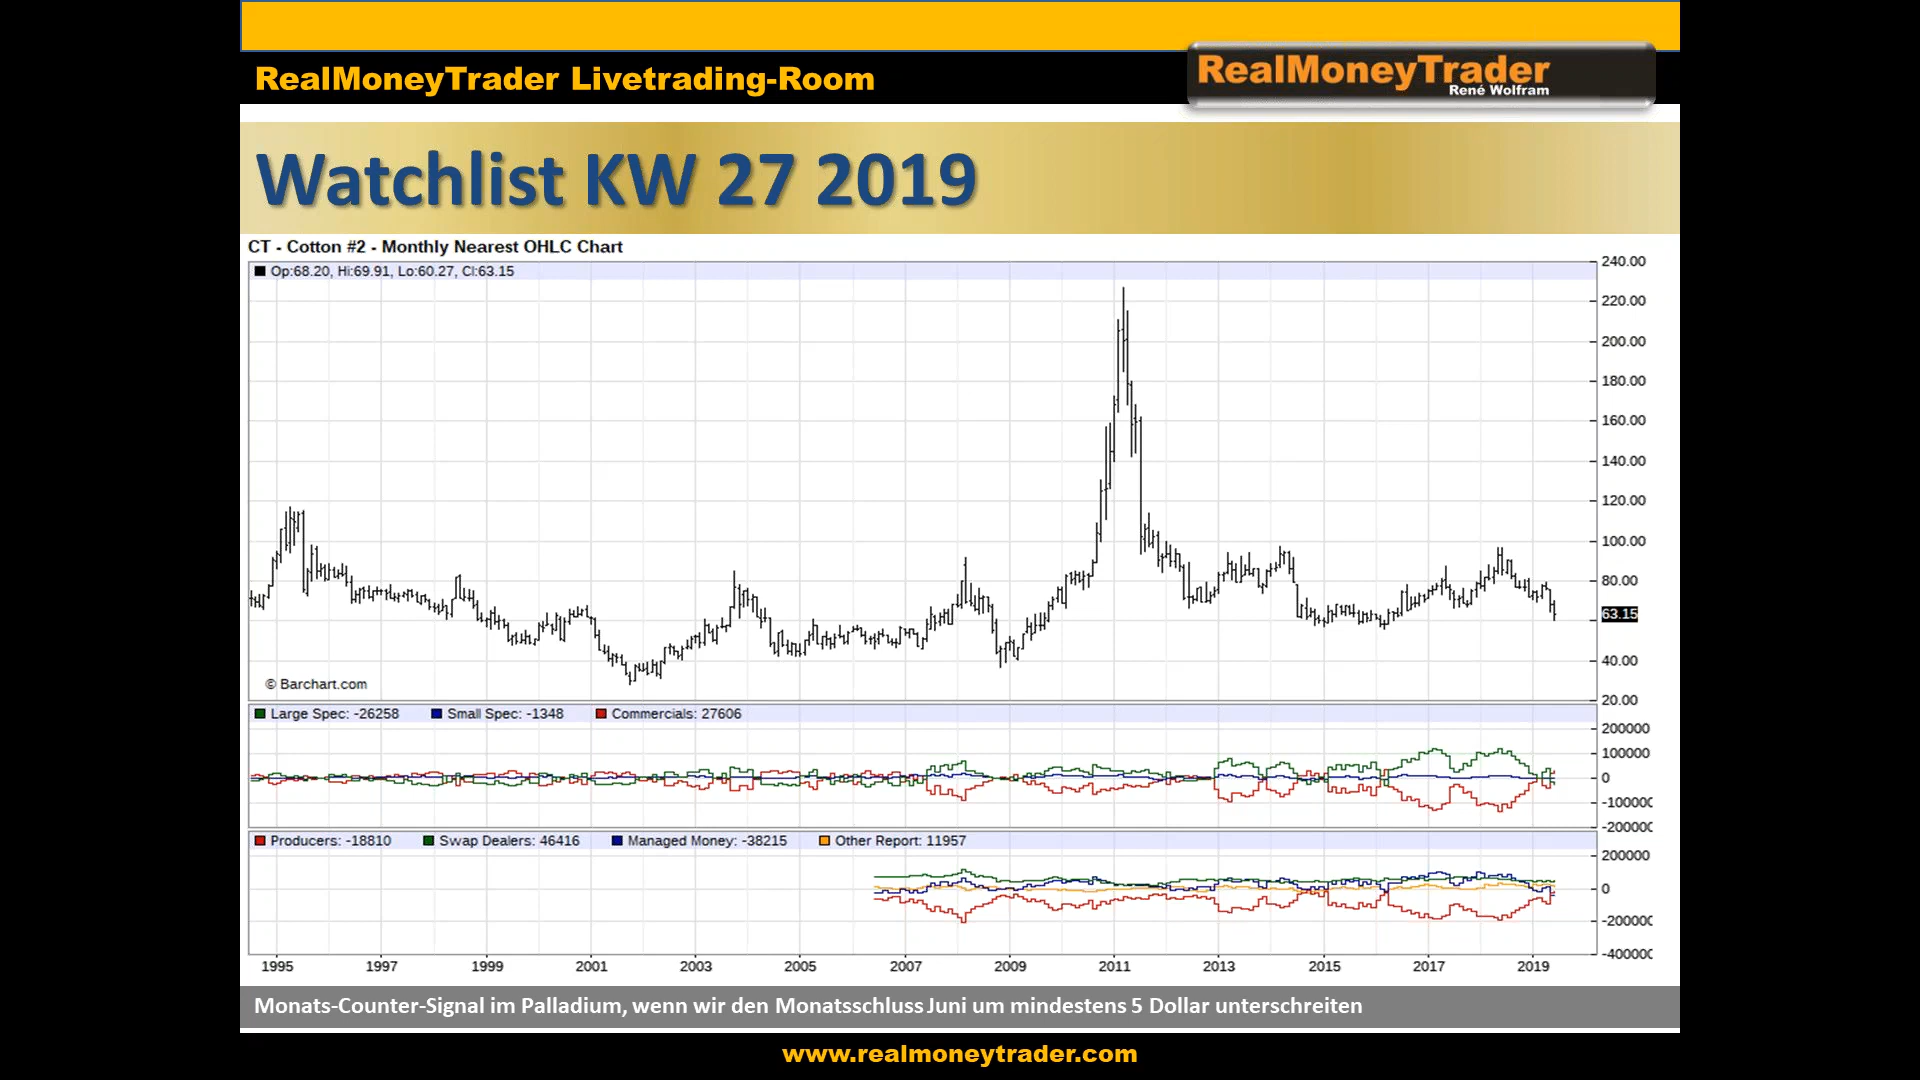 RealMoneyTrader Livetrading-Room
RealMoneyTrader
René Wolfram
Watchlist KW 27 2019
CT - Cotton #2 - Monthly Nearest OHLC Chart
Op:68.20, Hi:69.91, Lo:60.27, Cl:63.15
240.00
220.00
200.00
180.00
160.00
140.00
120.00
100.00
80.00
63.15
40.00
20.00
© Barchart.com
Large Spec: -26258 Small Spec: -1348 Commercials: 27606
200000
100000
0
-100000
-200000
Producers: -18810 Swap Dealers: 46416 Managed Money: -38215 Other Report: 11957
200000
0
-200000
-400000
1995 1997 1999 2001 2003 2005 2007 2009 2011 2013 2015 2017 2019
Monats-Counter-Signal im Palladium, wenn wir den Monatsschluss Juni um mindestens 5 Dollar unterschreiten
www.realmoneytrader.com